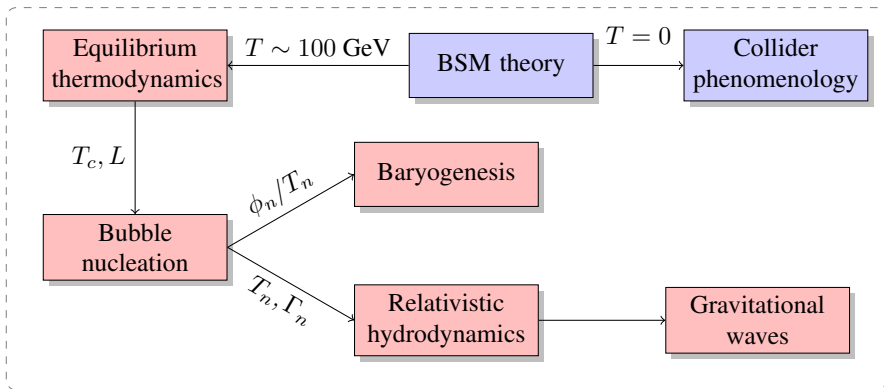 Equilibrium
thermodynamics
T ∼ 100 GeV
BSM theory
T = 0
Collider
phenomenology
T_c, L
Bubble
nucleation
ϕ_n/T_n
Baryogenesis
T_n, Γ_n
Relativistic
hydrodynamics
Gravitational
waves